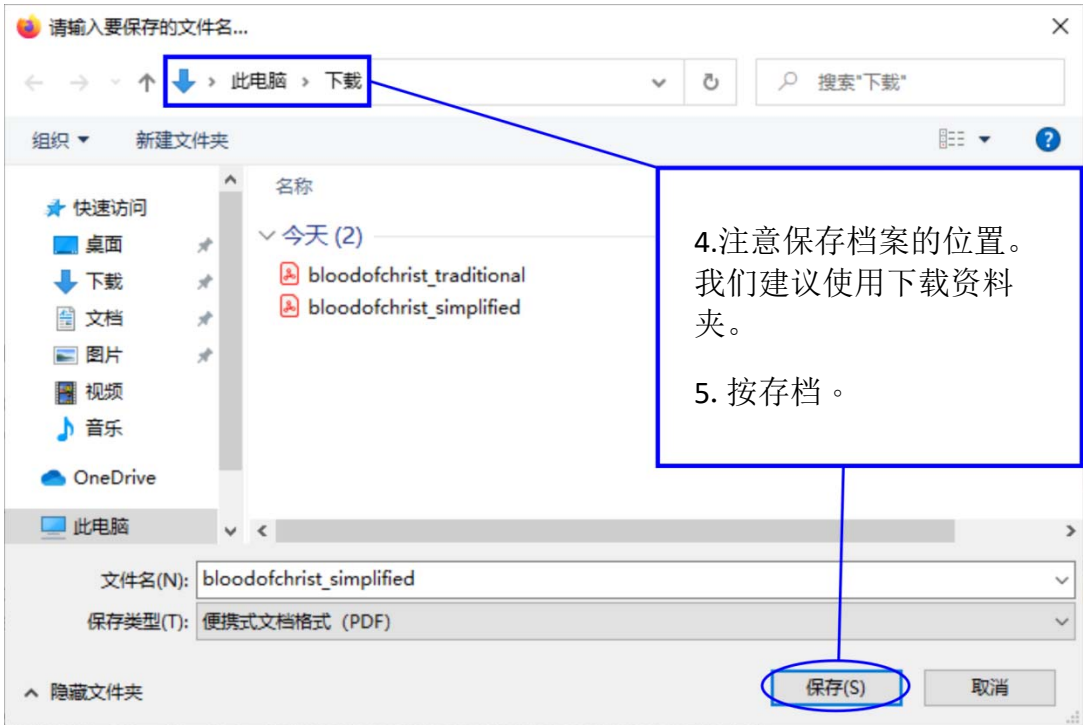 请输入要保存的文件名...
此电脑 › 下载
搜索"下载"
组织
新建文件夹
快速访问
桌面
下载
文档
图片
视频
音乐
OneDrive
此电脑
名称
今天 (2)
bloodofchrist_traditional
bloodofchrist_simplified
4.注意保存档案的位置。
我们建议使用下载资料
夹。
5. 按存档。
文件名(N): bloodofchrist_simplified
保存类型(T): 便携式文档格式 (PDF)
隐藏文件夹
保存(S)
取消